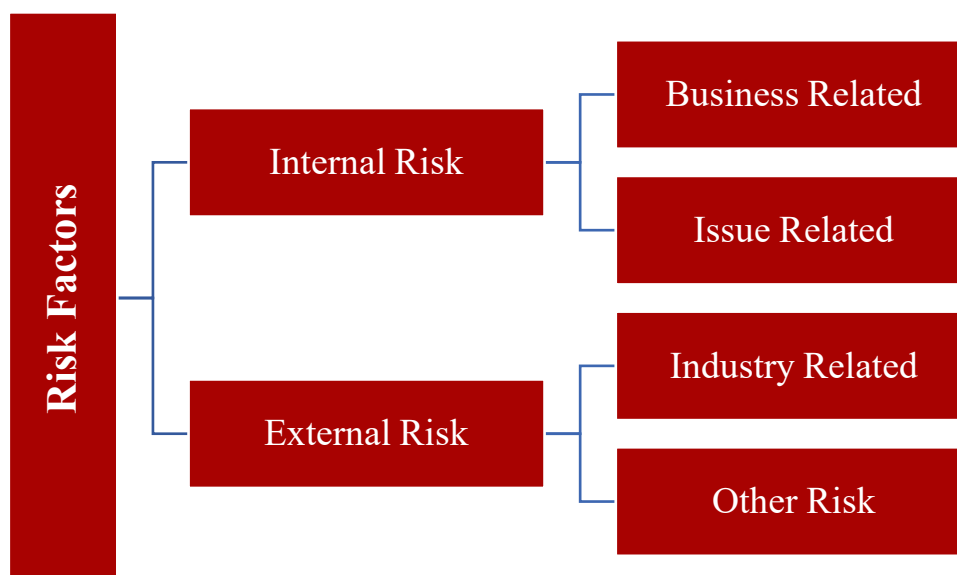 Risk Factors
Internal Risk
Business Related
Issue Related
External Risk
Industry Related
Other Risk